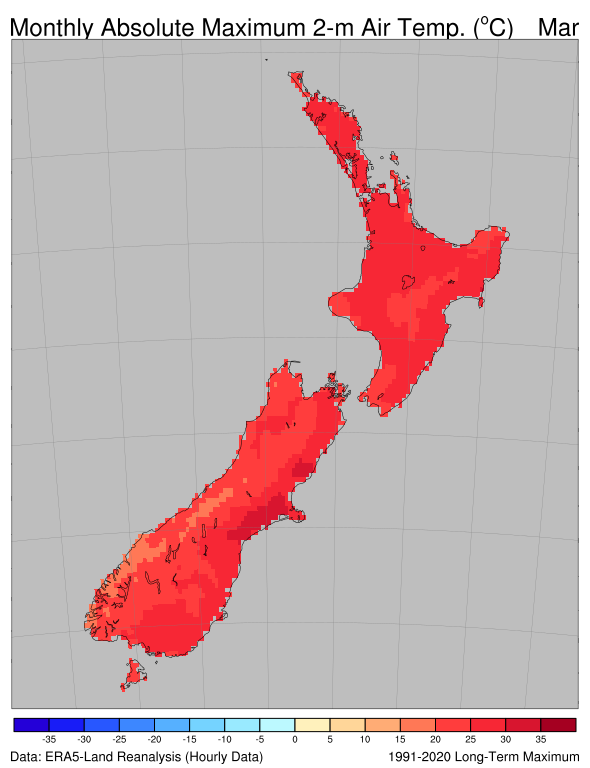 Monthly Absolute Maximum 2-m Air Temp. (°C) Mar
-35 -30 -25 -20 -15 -10 -5 0 5 10 15 20 25 30 35
Data: ERA5-Land Reanalysis (Hourly Data) 1991-2020 Long-Term Maximum